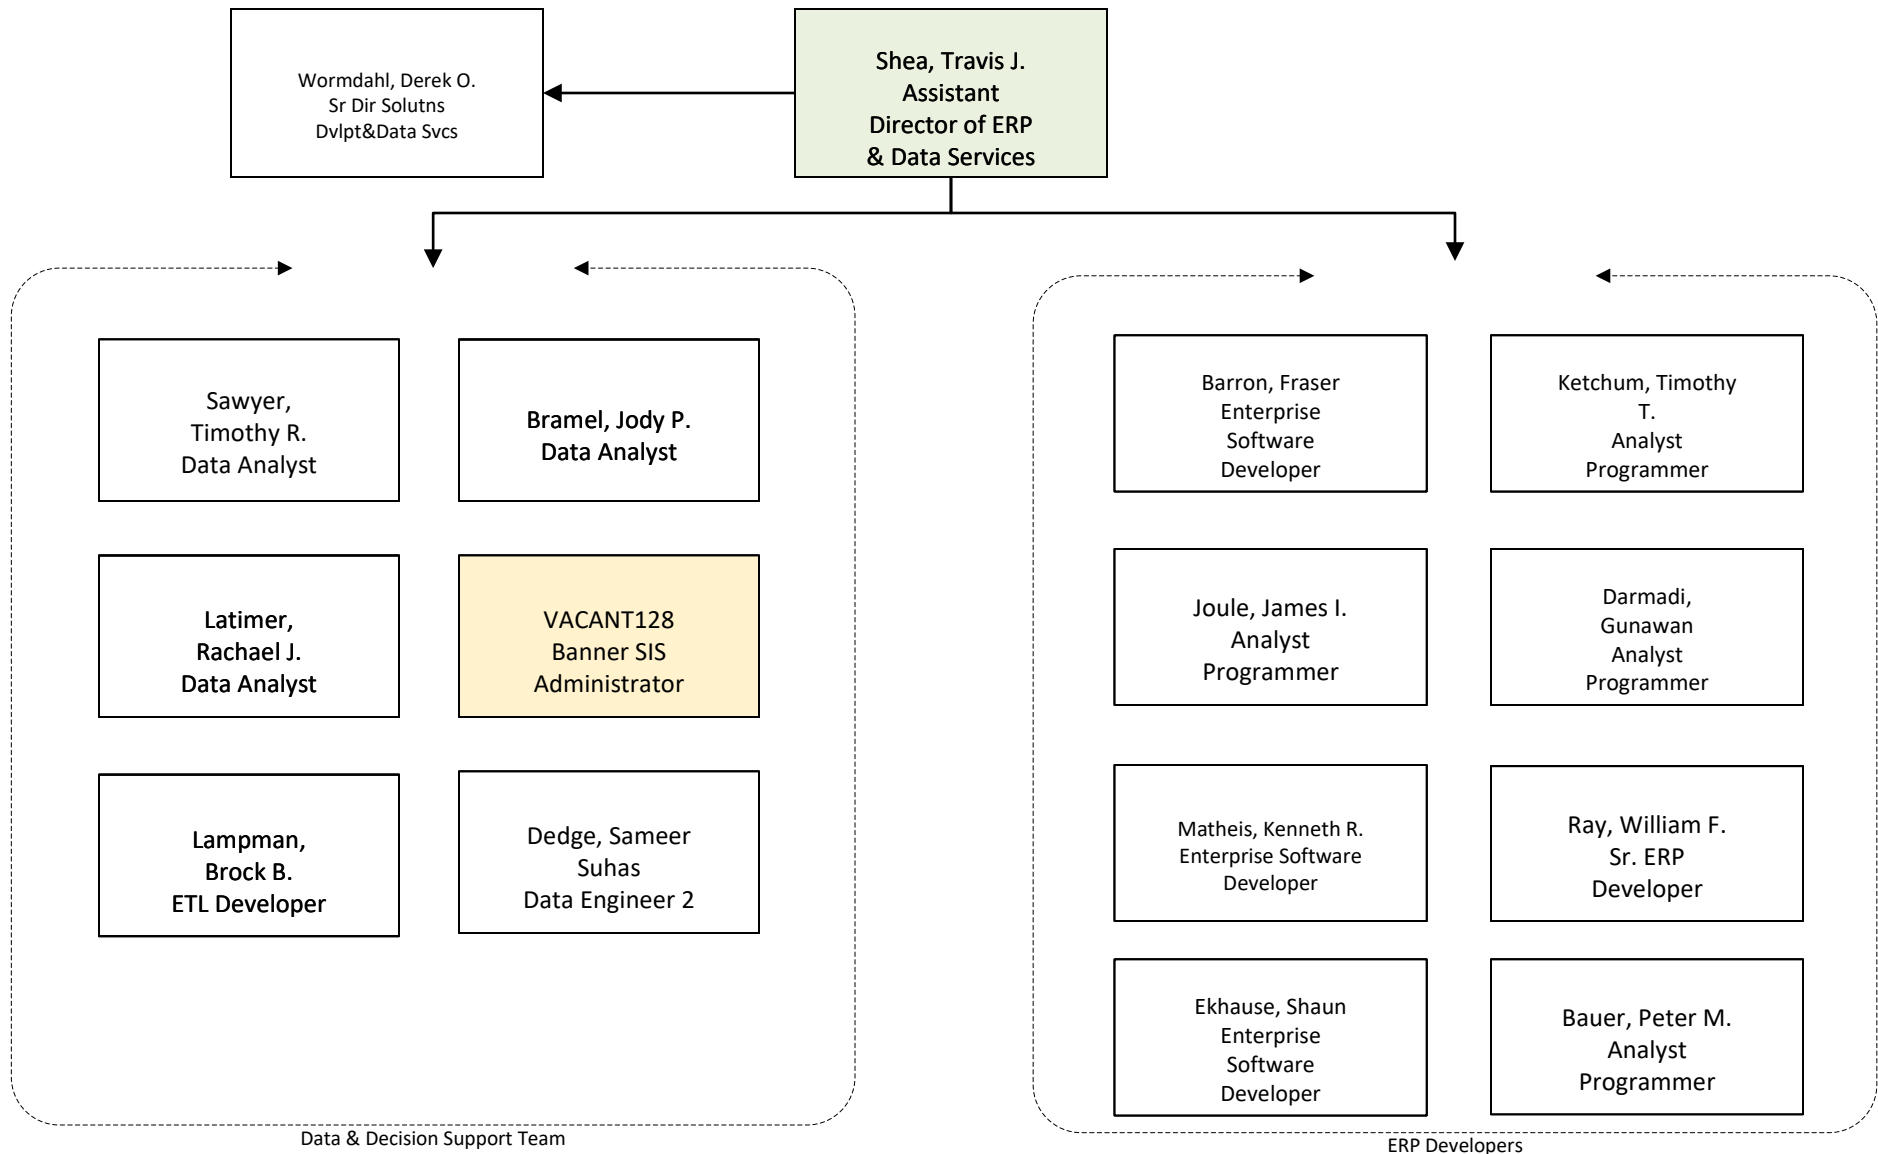 Wormdahl, Derek O.
Sr Dir Solutns
Dvlpt&Data Svcs
Shea, Travis J.
Assistant
Director of ERP
& Data Services
Sawyer,
Timothy R.
Data Analyst
Bramel, Jody P.
Data Analyst
Latimer,
Rachael J.
Data Analyst
VACANT128
Banner SIS
Administrator
Lampman,
Brock B.
ETL Developer
Dedge, Sameer
Suhas
Data Engineer 2
Data & Decision Support Team
Barron, Fraser
Enterprise
Software
Developer
Ketchum, Timothy
T.
Analyst
Programmer
Joule, James I.
Analyst
Programmer
Darmadi,
Gunawan
Analyst
Programmer
Matheis, Kenneth R.
Enterprise Software
Developer
Ray, William F.
Sr. ERP
Developer
Ekhause, Shaun
Enterprise
Software
Developer
Bauer, Peter M.
Analyst
Programmer
ERP Developers